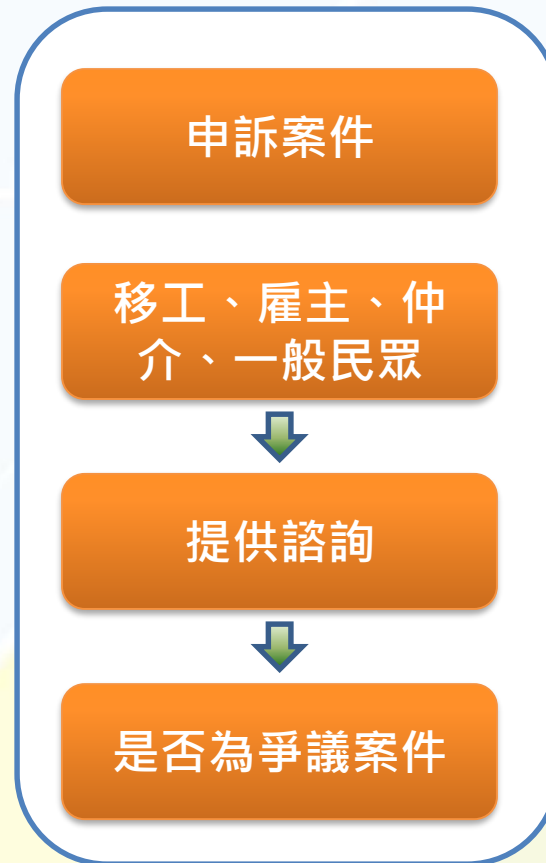 申訴案件
移工、雇主、仲
介、一般民眾
提供諮詢
是否為爭議案件